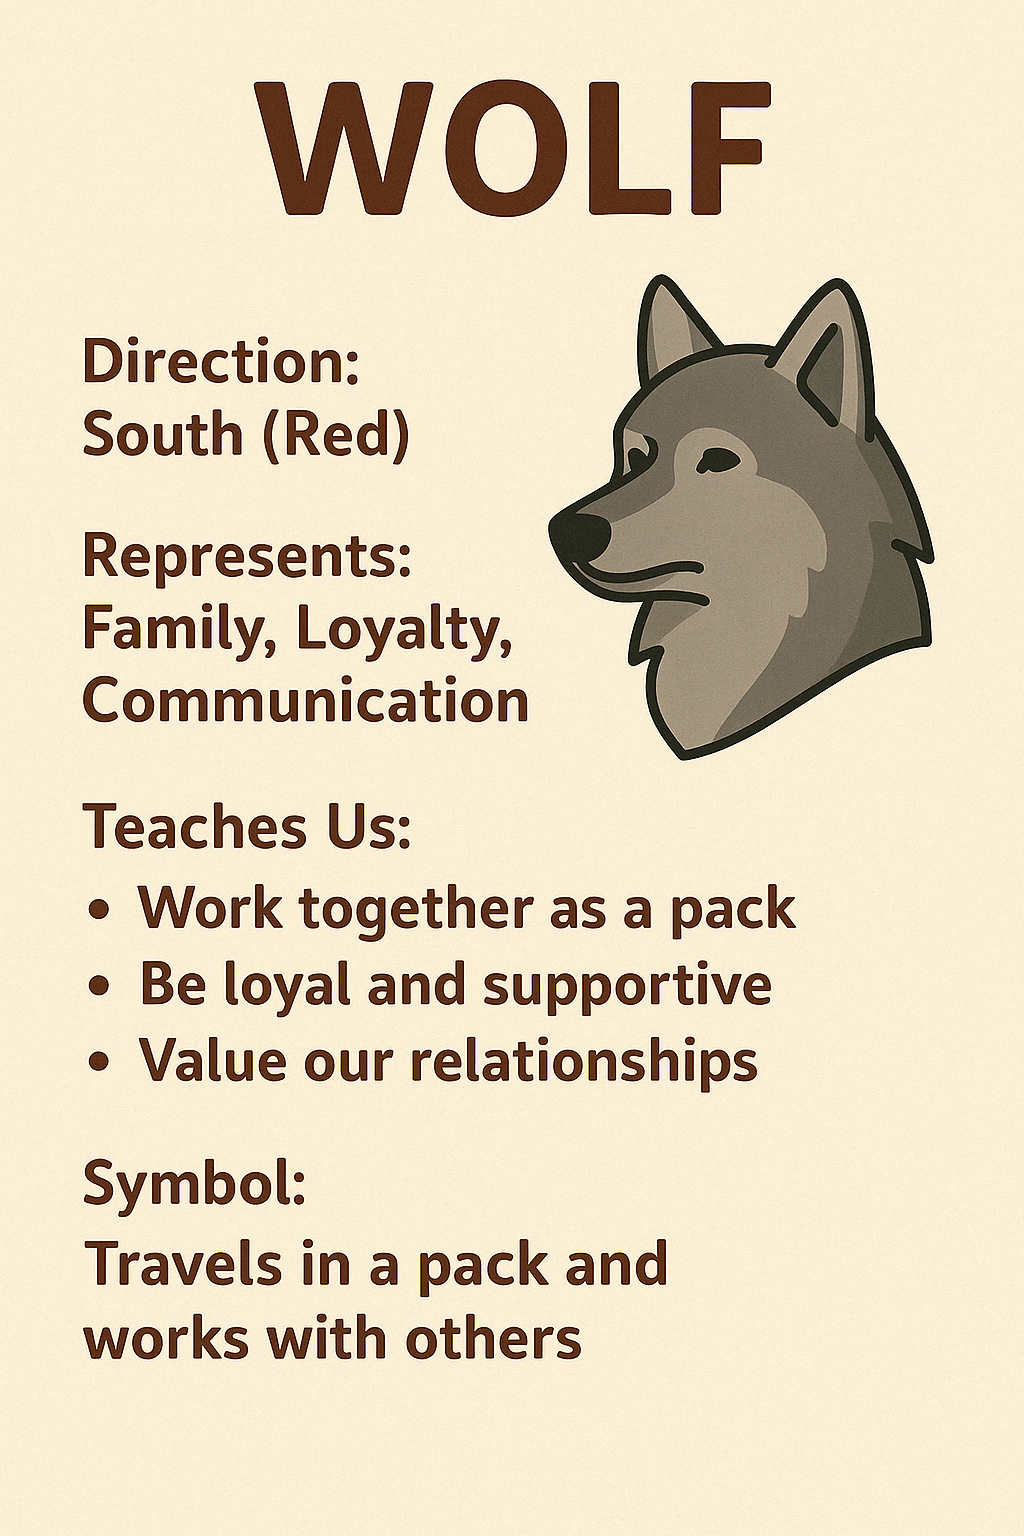 WOLF
Direction:
South (Red)
Represents:
Family, Loyalty,
Communication
Teaches Us:
• Work together as a pack
• Be loyal and supportive
• Value our relationships
Symbol:
Travels in a pack and
works with others